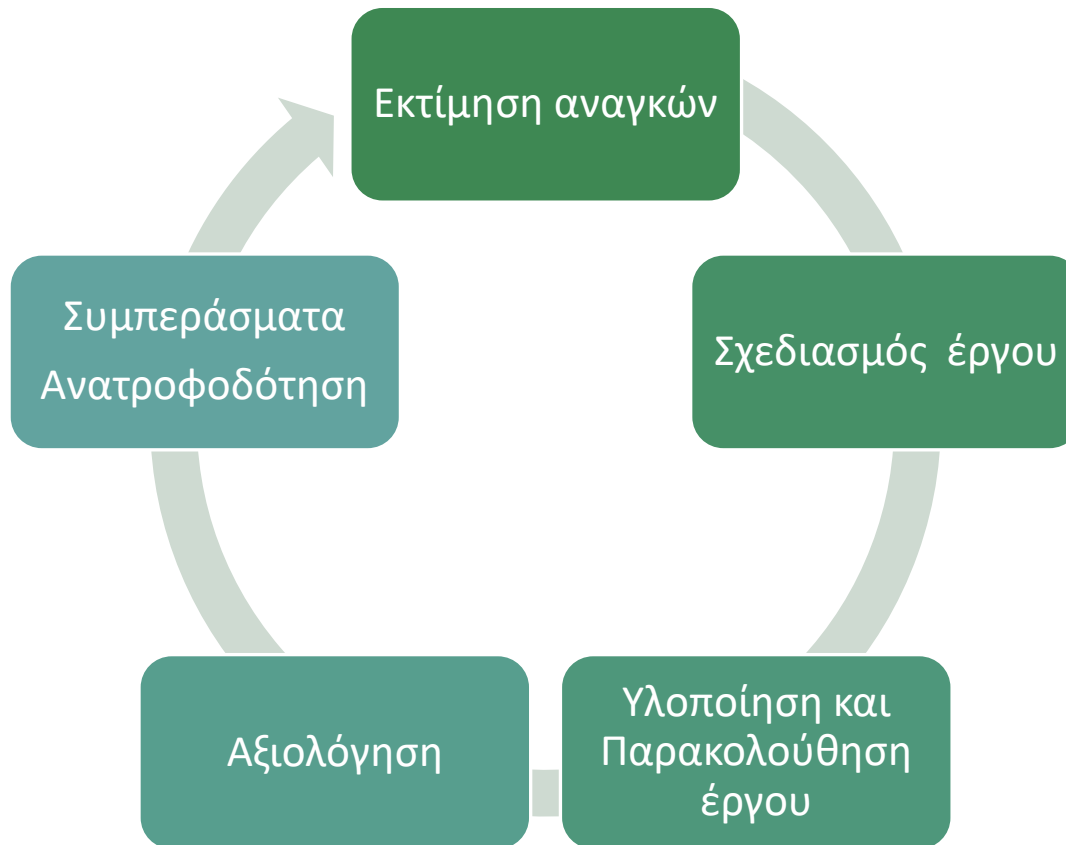 Εκτίμηση αναγκών
Σχεδιασμός έργου
Υλοποίηση και
Παρακολούθηση
έργου
Αξιολόγηση
Συμπεράσματα
Ανατροφοδότηση